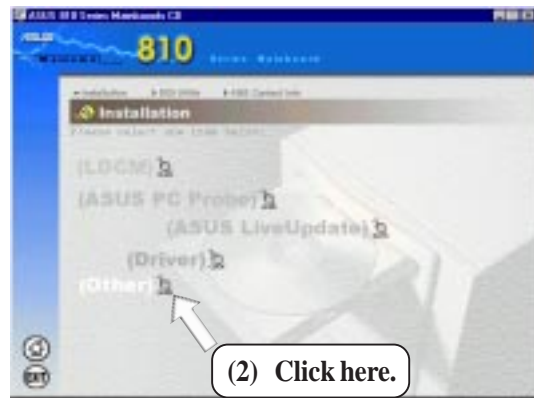 ASUS 810 Series Mainboards CD
810
Installation
Please select one item below:
(LDCM)
(ASUS PC Probe)
(ASUS LiveUpdate)
(Driver)
(Other)
(2) Click here.
EXIT